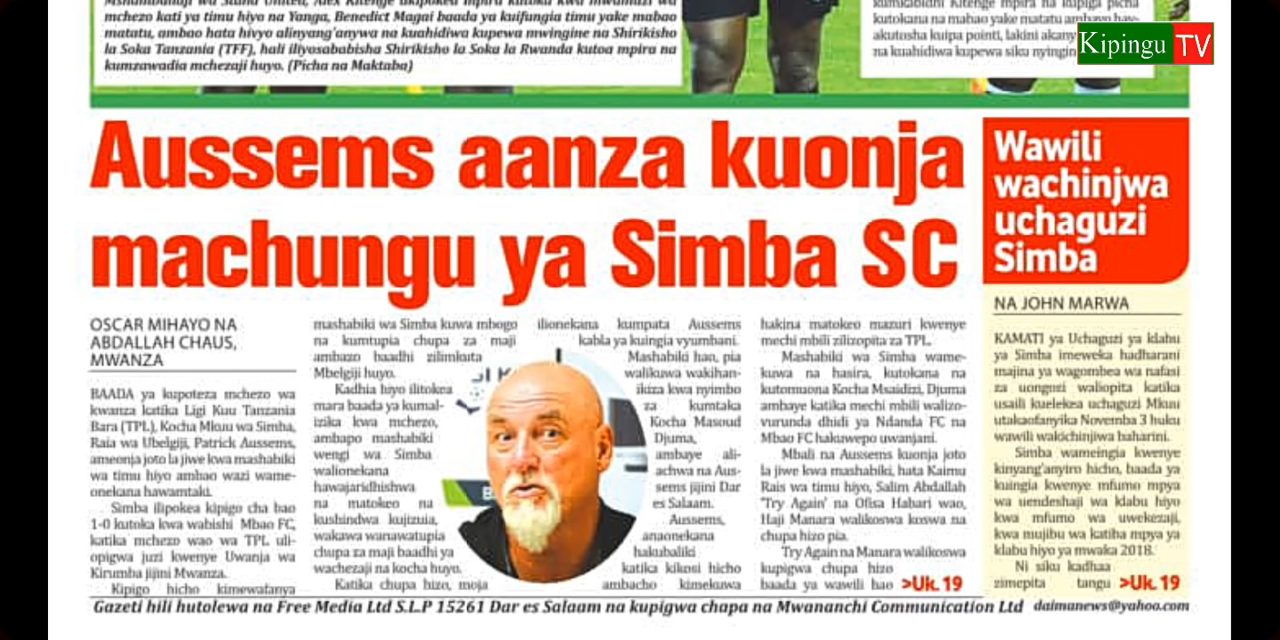 mchezo kati ya timu hiyo na Yanga, Benedict Magai baada ya kuifungia timu yake mabao
matatu, ambao hata hivyo alinyang'anywa na kuahidiwa kupewa mwingine na Shirikisho
la Soka Tanzania (TFF), hali iliyosababisha Shirikisho la Soka la Rwanda kutoa mpira na
kumzawadia mchezaji huyo. (Picha na Maktaba)
kutokana na mabao yake matatu
akutosha kuipa pointi, lakini
na kuahidiwa kupewa siku
Kipingu TV
Aussems aanza kuonja
machungu ya Simba SC
OSCAR MIHAYO NA
ABDALLAH CHAUS,
MWANZA
BAADA ya kupoteza mchezo wa
kwanza katika Ligi Kuu Tanzania
Bara (TPL), Kocha Mkuu wa Simba,
Raia wa Ubelgiji, Patrick Aussems,
ameonja joto la jiwe kwa mashabiki
wa timu hiyo ambao wazi wame-
onekana hawamtaki.
Simba ilipokea kipigo cha bao
1-0 kutoka kwa wabishi Mbao FC,
katika mchezo wao wa TPL uli-
opigwa juzi kwenye Uwanja wa
Kirumba jijini Mwanza.
Kipigo hicho kimewatanya
mashabiki wa Simba kuwa mbogo
na kumtupia chupa za maji
ambazo baadhi zilimkuta
Mbelgiji huyo.
Kadhia hiyo ilitokea
mara baada ya kumal-
izika kwa mchezo,
ambapo mashabiki
wengi wa Simba
walionekana
hawajaridhishwa
na matokeo na
kushindwa kujizuia,
wakawa wanawatupia
chupa za maji baadhi ya
wachezaji na kocha huyo.
Katika chupa hizo, moja
ilionekana kumpata Aussems
kabla ya kuingia vyumbani.
Mashabiki hao, pia
walikuwa wakihan-
ikiza kwa nyimbo
za kumtaka
Kocha Masoud
Djuma,
ambaye ali-
achwa na Aus-
sems jijini Dar
es Salaam.
Aussems,
anaonekana
hakubaliki
katika kikosi hicho
ambacho kimekuwa
hakina matokeo mazuri kwenye
mechi mbili zilizopita za TPL.
Mashabiki wa Simba wame-
kuwa na hasira, kutokana na
kutomuona Kocha Msaidizi, Djuma
ambaye katika mechi mbili walizo-
vurunda dhidi ya Ndanda FC na
Mbao FC hakuwepo uwanjani.
Mbali na Aussems kuonja joto
la jiwe kwa mashabiki, hata Kaimu
Rais wa timu hiyo, Salim Abdallah
'Try Again' na Ofisa Habari wao,
Haji Manara walikoswa koswa na
chupa hizo pia.
Try Again na Manara walikoswa
kupigwa chupa hizo
baada ya wawili hao >Uk. 19
Wawili
wachinjwa
uchaguzi
Simba
NA JOHN MARWA
KAMATI ya Uchaguzi ya klabu
ya Simba imeweka hadharani
majina ya wagombea wa nafasi
za uongozi waliopita katika
usaili kuelekea uchaguzi Mkuu
utakaofanyika Novemba 3 huku
wawili wakichinjiwa baharini.
Simba wameingia kwenye
kinyang'anyiro hicho, baada ya
kuingia kwenye mfumo mpya
wa uendeshaji wa klabu hiyo
kwa mfumo wa uwekezaji,
kwa mujibu wa katiba mpya ya
klabu hiyo ya mwaka 2018.
Ni siku kadhaa
zimepita tangu >Uk. 19
Gazeti hili hutolewa na Free Media Ltd S.L.P 15261 Dar es Salaam na kupigwa chapa na Mwananchi Communication Ltd daimanews@yahoo.com